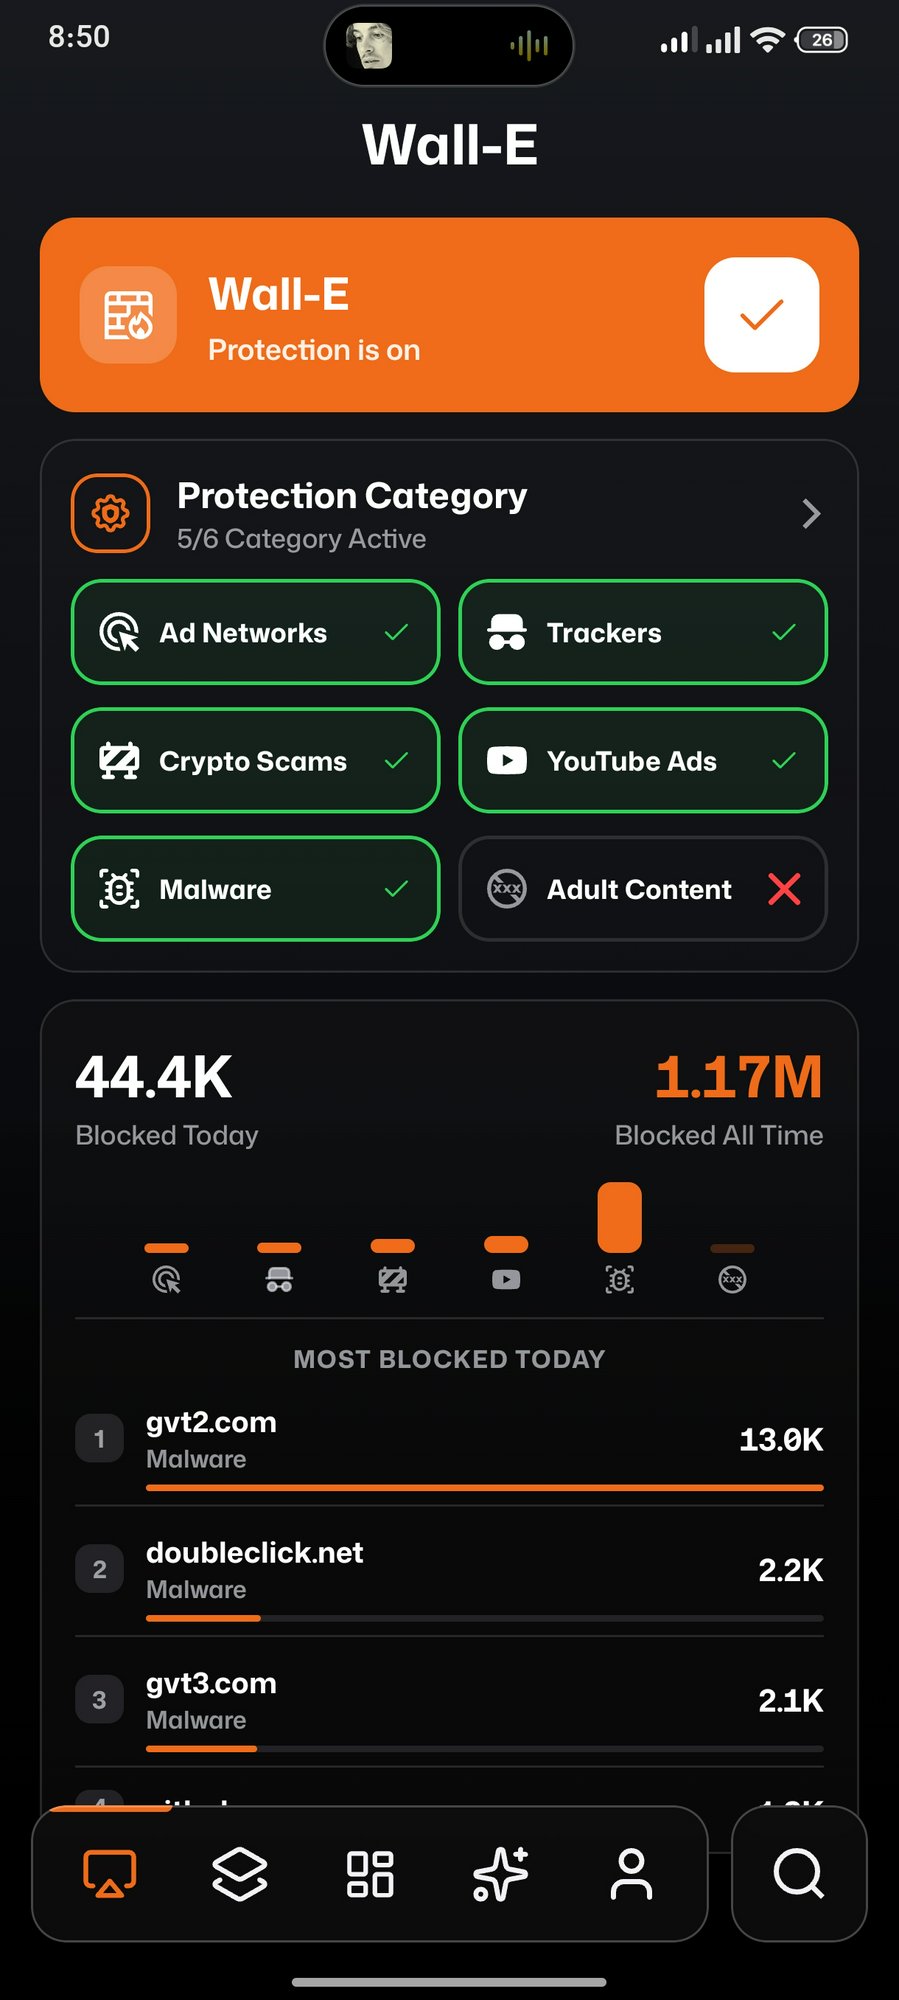 8:50
26
Wall-E
Wall-E
Protection is on
Protection Category
5/6 Category Active
Ad Networks
Trackers
Crypto Scams
YouTube Ads
Malware
XXX
Adult Content
44.4K
1.17M
Blocked Today
Blocked All Time
XXX
MOST BLOCKED TODAY
1
gvt2.com
13.0K
Malware
2
doubleclick.net
2.2K
Malware
3
gvt3.com
2.1K
Malware